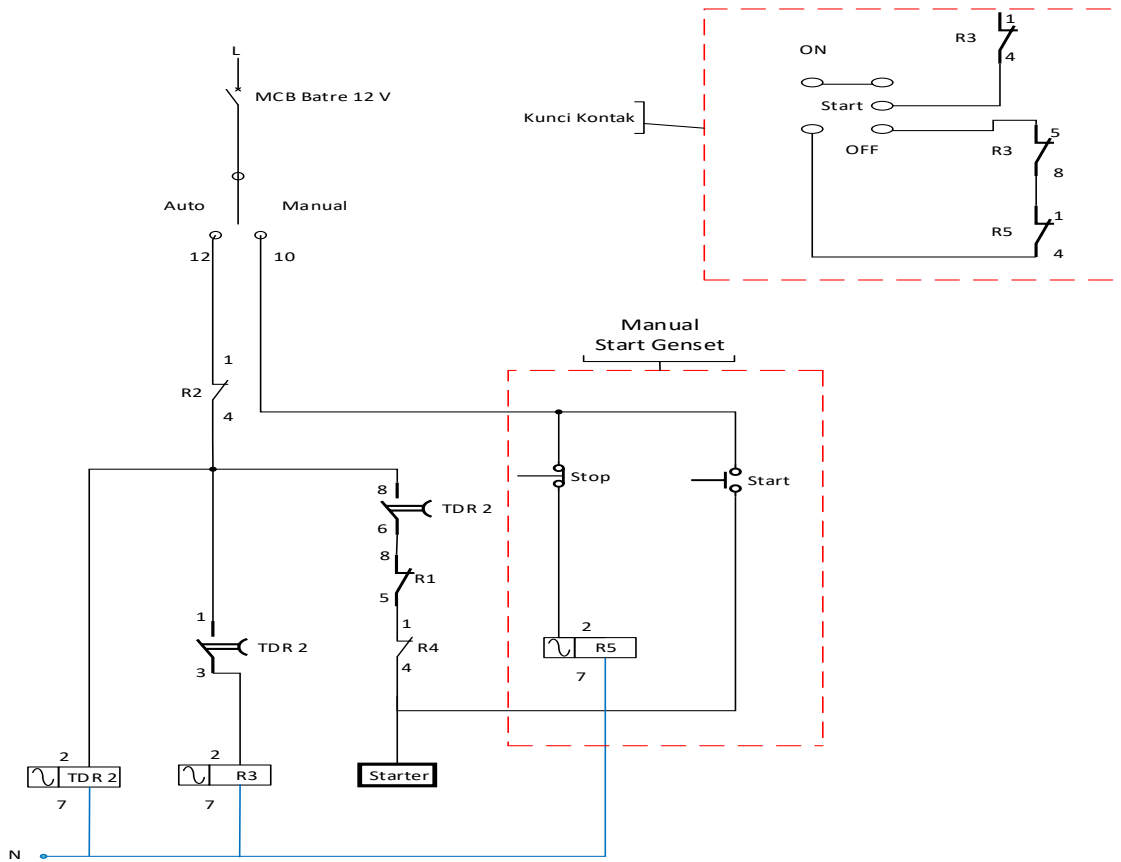 1
R3
4
ON
L
MCB Batre 12 V
Start
Kunci Kontak
5
OFF
R3
8
Auto
Manual
1
R5
4
12
10
Manual
Start Genset
1
R2
4
Stop
Start
8
TDR 2
6
8
R1
5
1
TDR 2
3
1
R4
4
2
R5
7
2
TDR 2
7
2
R3
7
Starter
N